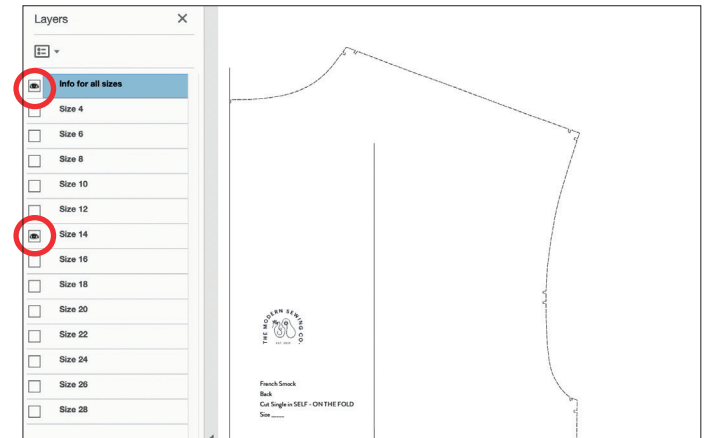 Layers
Info for all sizes
Size 4
Size 6
Size 8
Size 10
Size 12
Size 14
Size 16
Size 18
Size 20
Size 22
Size 24
Size 26
Size 28
THE MODERN SEWING CO.
EST. 2020
French Smock
Back
Cut Single in SELF - ON THE FOLD
Size ____